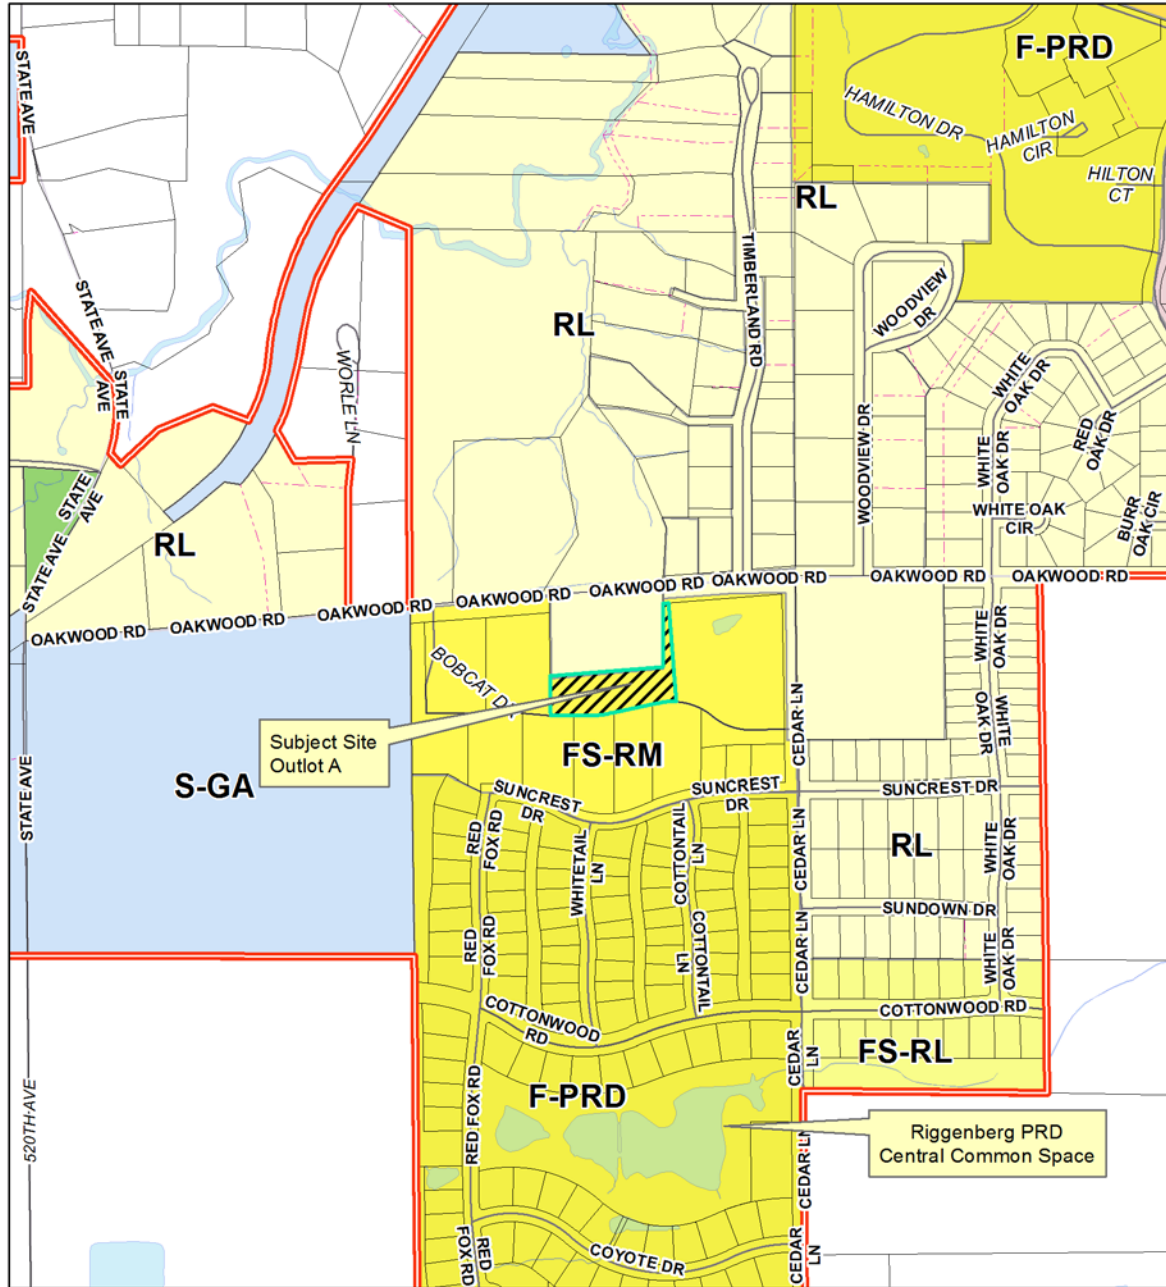 STATE AVE
F-PRD
HAMILTON DR
HAMILTON
CIR
HILTON
CT
RL
TIMBERLAND RD
STATE AVE
STATE
AVE
WOODVIEW
DR
RL
WORLE LN
WHITE
OAK DR
RED
OAK DR
WOODVIEW DR
WHITE
OAK DR
WHITE OAK
CIR
BURR
OAK CIR
STATE
AVE
STATE AVE
RL
OAKWOOD RD
OAKWOOD RD
OAKWOOD RD
OAKWOOD RD
OAKWOOD RD
OAKWOOD RD
OAKWOOD RD
OAKWOOD RD
WHITE
OAK DR
BOBCAT DR
CEDAR LN
WHITE
OAK DR
Subject Site
Outlot A
FS-RM
S-GA
STATE AVE
SUNCREST
DR
SUNCREST
DR
SUNCREST DR
RED
FOX RD
WHITETAIL
LN
COTTONTAIL
LN
CEDAR LN
RL
WHITE
OAK DR
SUNDOWN DR
RED
FOX RD
COTTONTAIL
LN
CEDAR LN
WHITE
OAK DR
COTTONWOOD
RD
COTTONWOOD RD
CEDAR
LN
FS-RL
520TH AVE
RED FOX RD
F-PRD
Riggenberg PRD
Central Common Space
CEDAR LN
RED
FOX RD
COYOTE DR
CEDAR
LN